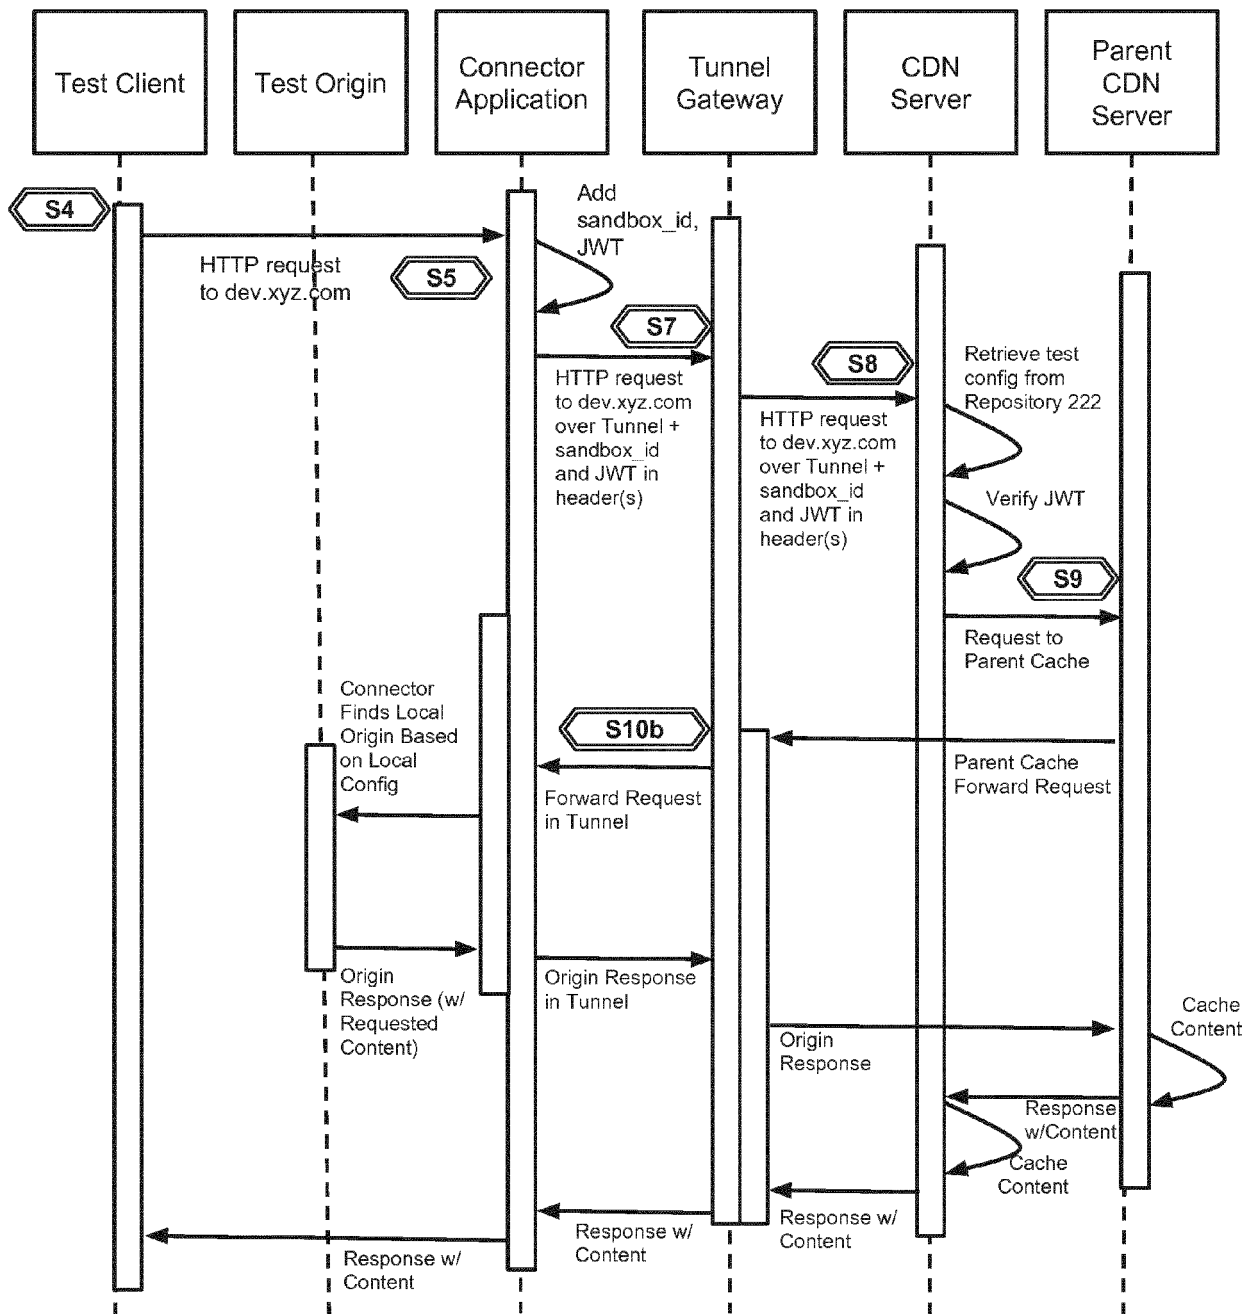 Test Client
Test Origin
Connector
Application
Tunnel
Gateway
CDN
Server
Parent
CDN
Server
S4
HTTP request
to dev.xyz.com
S5
Add
sandbox_id,
JWT
S7
HTTP request
to dev.xyz.com
over Tunnel +
sandbox_id
and JWT in
header(s)
S8
HTTP request
to dev.xyz.com
over Tunnel +
sandbox_id
and JWT in
header(s)
Retrieve test
config from
Repository 222
Verify JWT
S9
Request to
Parent Cache
Parent Cache
Forward Request
S10b
Forward Request
in Tunnel
Connector
Finds Local
Origin Based
on Local
Config
Origin
Response (w/
Requested
Content)
Origin Response
in Tunnel
Origin
Response
Cache
Content
Response
w/Content
Cache
Content
Response w/
Content
Response w/
Content
Response w/
Content